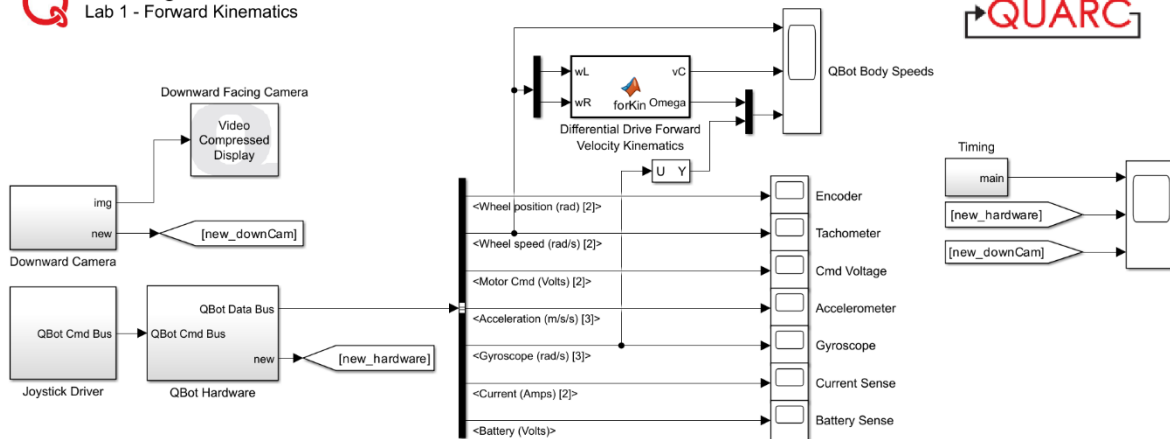 Lab 1 - Forward Kinematics
QUARC
Downward Facing Camera
Video
Compressed
Display
img
new
[new_downCam]
Downward Camera
QBot Cmd Bus
Joystick Driver
QBot Data Bus
QBot Cmd Bus
new
[new_hardware]
QBot Hardware
wL
wR
vC
Omega
forKin
Differential Drive Forward
Velocity Kinematics
U Y
QBot Body Speeds
<Wheel position (rad) [2]>
Encoder
<Wheel speed (rad/s) [2]>
Tachometer
<Motor Cmd (Volts) [2]>
Cmd Voltage
<Acceleration (m/s/s) [3]>
Accelerometer
<Gyroscope (rad/s) [3]>
Gyroscope
<Current (Amps) [2]>
Current Sense
<Battery (Volts)>
Battery Sense
Timing
main
[new_hardware]
[new_downCam]